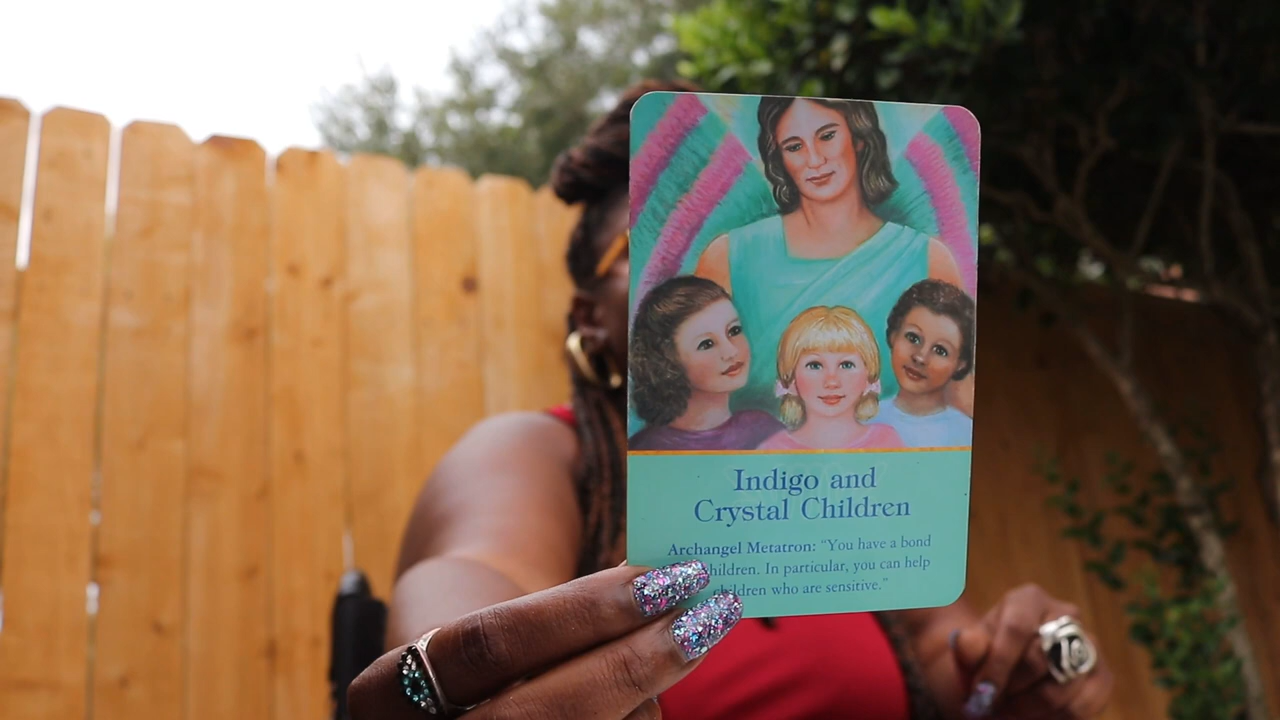 Indigo and
Crystal Children
Archangel Metatron: “You have a bond
children. In particular, you can help
children who are sensitive.”